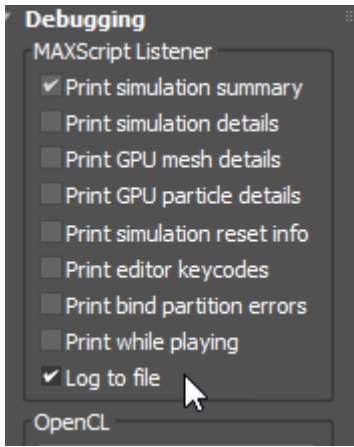 Debugging
MAXScript Listener
Print simulation summary
Print simulation details
Print GPU mesh details
Print GPU particle details
Print simulation reset info
Print editor keycodes
Print bind partition errors
Print while playing
Log to file
OpenCL